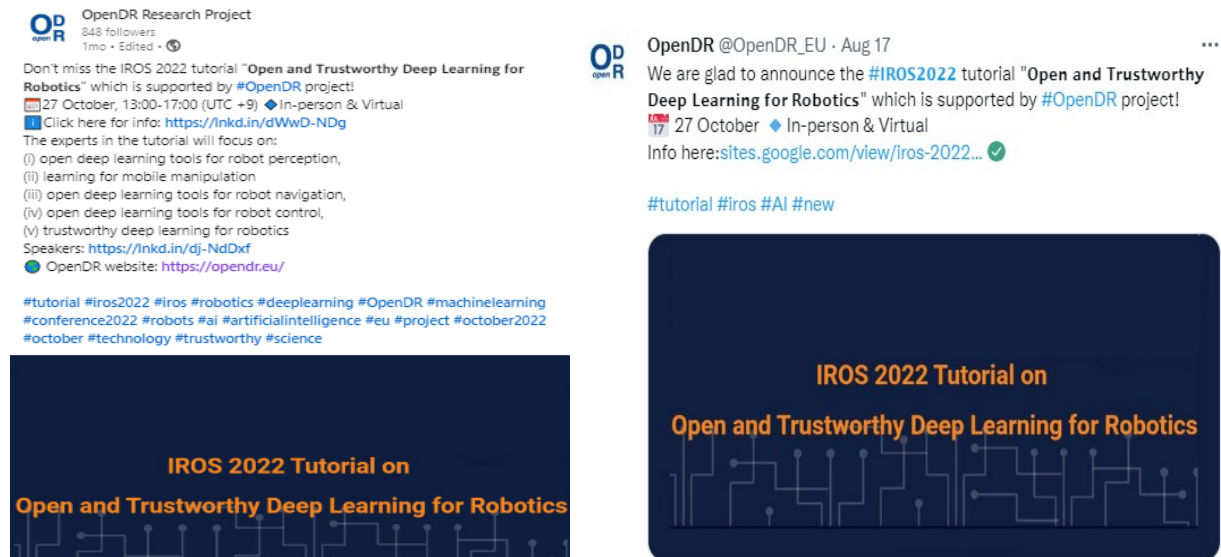 OPEN DR
OpenDR Research Project
848 followers
1mo • Edited •
Don't miss the IROS 2022 tutorial "Open and Trustworthy Deep Learning for
Robotics" which is supported by #OpenDR project!
📅27 October, 13:00-17:00 (UTC +9) 🔷In-person & Virtual
ℹ️Click here for info: https://lnkd.in/dWwD-NDg
The experts in the tutorial will focus on:
(i) open deep learning tools for robot perception,
(ii) learning for mobile manipulation
(iii) open deep learning tools for robot navigation,
(iv) open deep learning tools for robot control,
(v) trustworthy deep learning for robotics
Speakers: https://lnkd.in/dj-NdDxf
🌍 OpenDR website: https://opendr.eu/
#tutorial #iros2022 #iros #robotics #deeplearning #OpenDR #machinelearning
#conference2022 #robots #ai #artificialintelligence #eu #project #october2022
#october #technology #trustworthy #science
IROS 2022 Tutorial on
Open and Trustworthy Deep Learning for Robotics
OPEN DR
OpenDR @OpenDR_EU · Aug 17
We are glad to announce the #IROS2022 tutorial "Open and Trustworthy
Deep Learning for Robotics" which is supported by #OpenDR project!
📅 27 October 🔹 In-person & Virtual
Info here:sites.google.com/view/iros-2022... ✅
#tutorial #iros #AI #new
IROS 2022 Tutorial on
Open and Trustworthy Deep Learning for Robotics